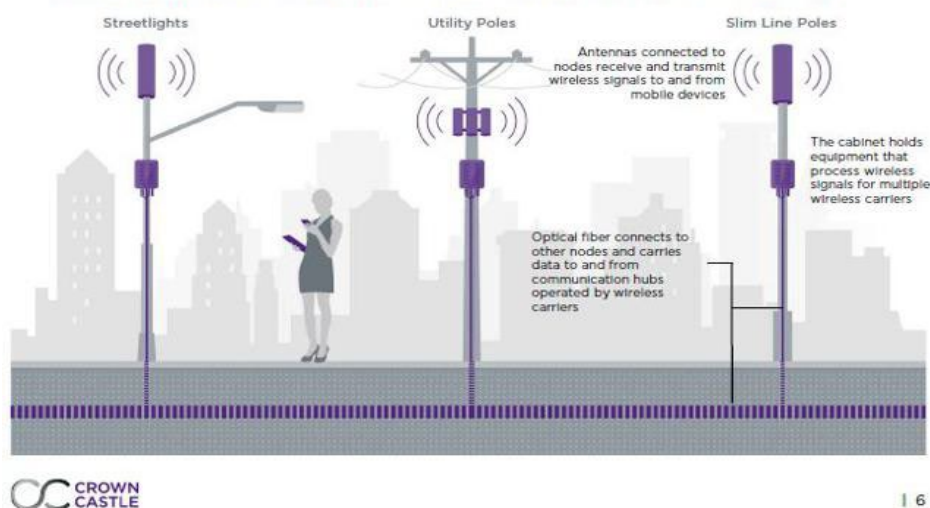 Streetlights
Utility Poles
Slim Line Poles
Antennas connected to
nodes receive and transmit
wireless signals to and from
mobile devices
The cabinet holds
equipment that
process wireless
signals for multiple
wireless carriers
Optical fiber connects to
other nodes and carries
data to and from
communication hubs
operated by wireless
carriers
CROWN
CASTLE
| 6